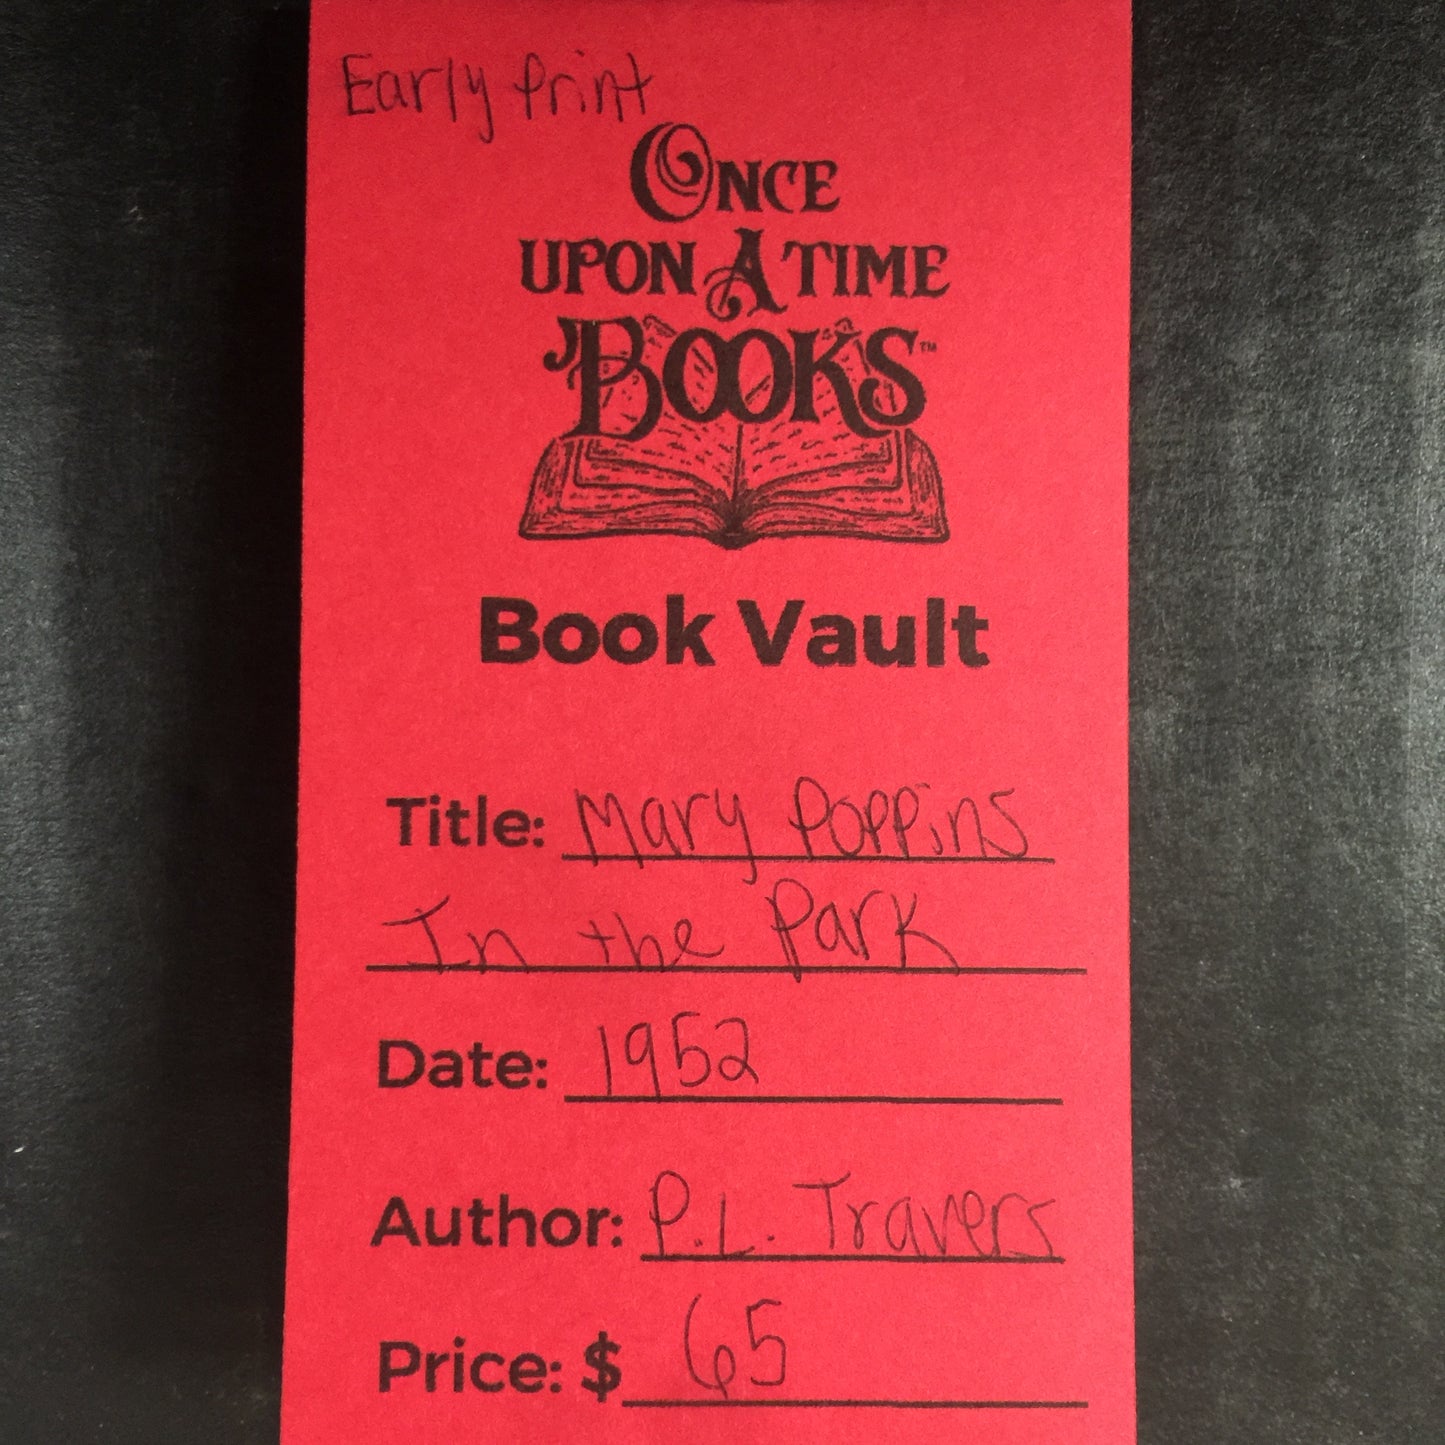 Early Print
ONCE
UPON A TIME
BOOKS™
Book Vault
Title: Mary Poppins
In the Park
Date: 1952
Author: P.L. Travers
Price: $ 65